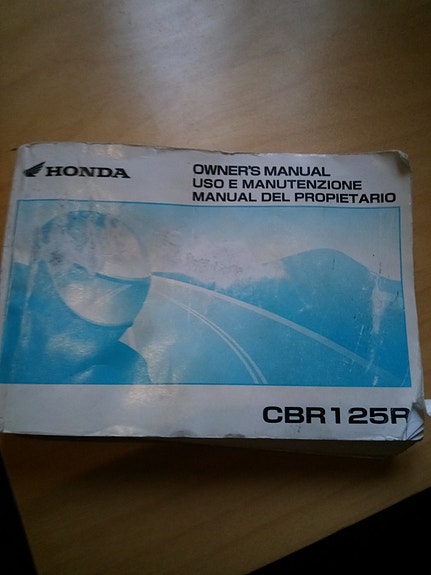 HONDA
OWNER'S MANUAL
USO E MANUTENZIONE
MANUAL DEL PROPIETARIO
CBR125R